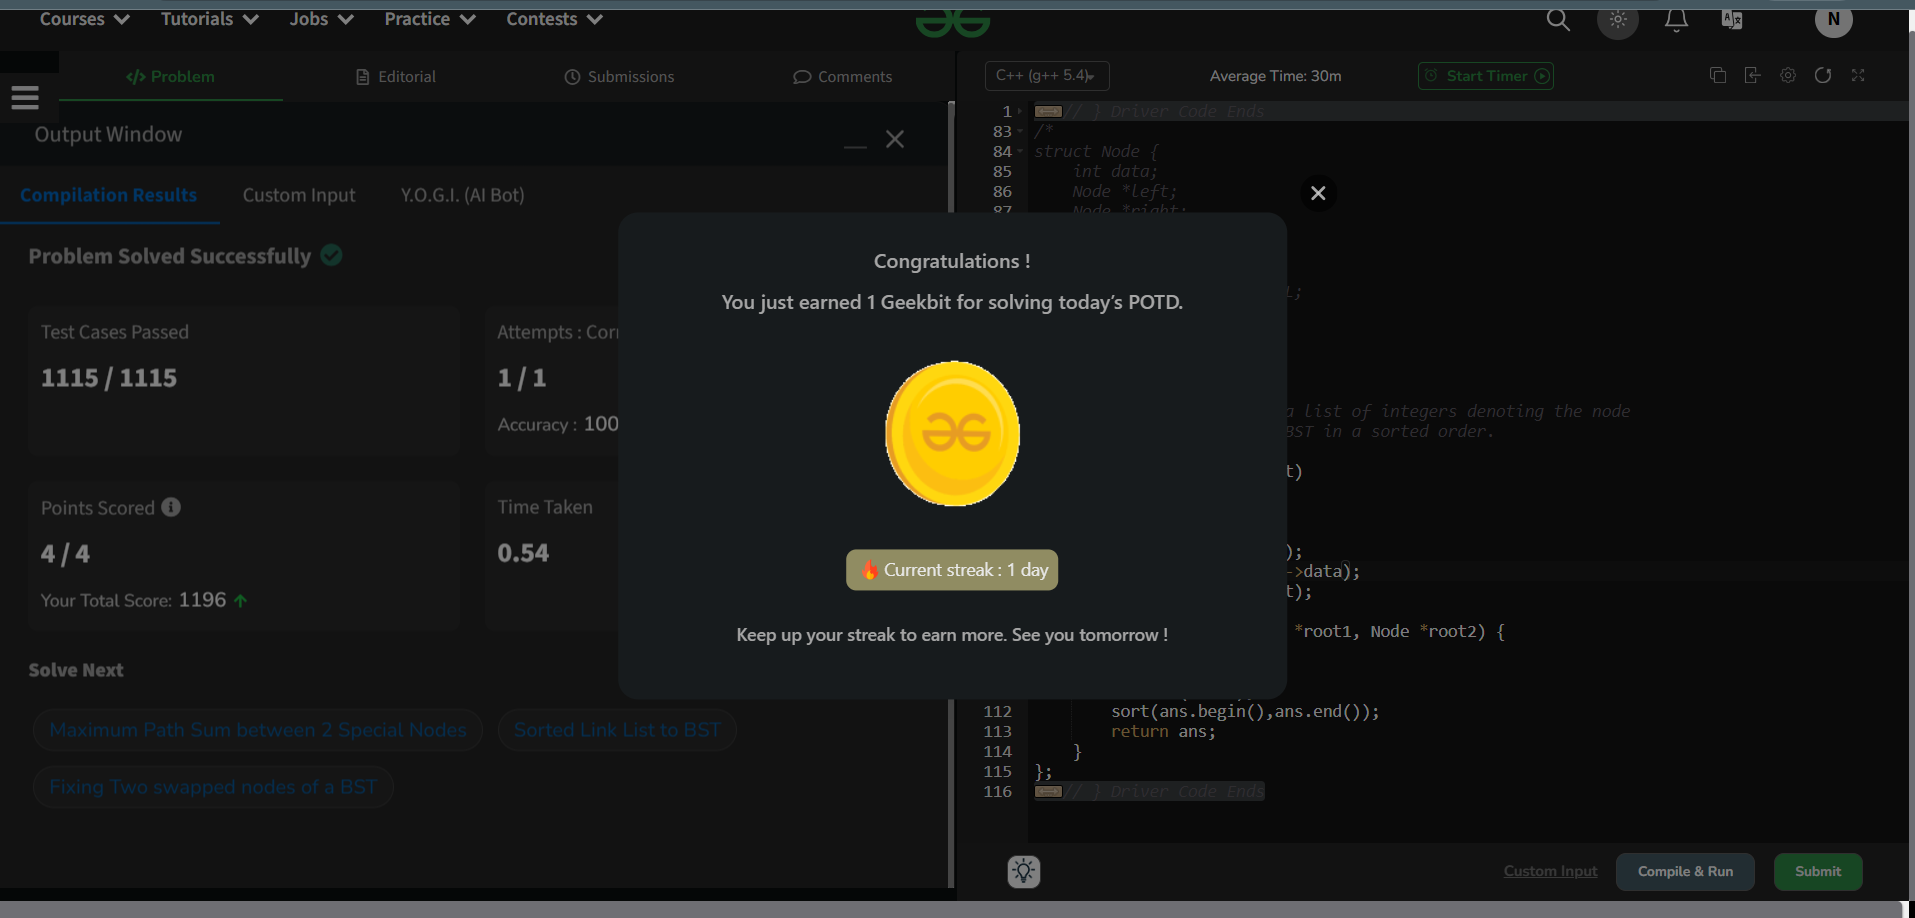 Courses Tutorials Jobs Practice Contests
N
</> Problem Editorial Submissions Comments
C++ (g++ 5.4) Average Time: 30m Start Timer
Output Window
Compilation Results Custom Input Y.O.G.I. (AI Bot)
Problem Solved Successfully
Test Cases Passed
1115 / 1115
Attempts :
1 / 1
Accuracy : 100
Points Scored
4 / 4
Your Total Score: 1196
Time Taken
0.54
Solve Next
Maximum Path Sum between 2 Special Nodes
Sorted Link List to BST
Fixing Two swapped nodes of a BST
Congratulations !
You just earned 1 Geekbit for solving today's POTD.
Current streak : 1 day
Keep up your streak to earn more. See you tomorrow !
1 // } Driver Code Ends
83 /*
84 struct Node {
85 int data;
86 Node *left;
87 Node *right;
a list of integers denoting the node
BST in a sorted order.
t)
);
->data);
t);
*root1, Node *root2) {
112 sort(ans.begin(),ans.end());
113 return ans;
114 }
115 };
116 // } Driver Code Ends
Custom Input Compile & Run Submit